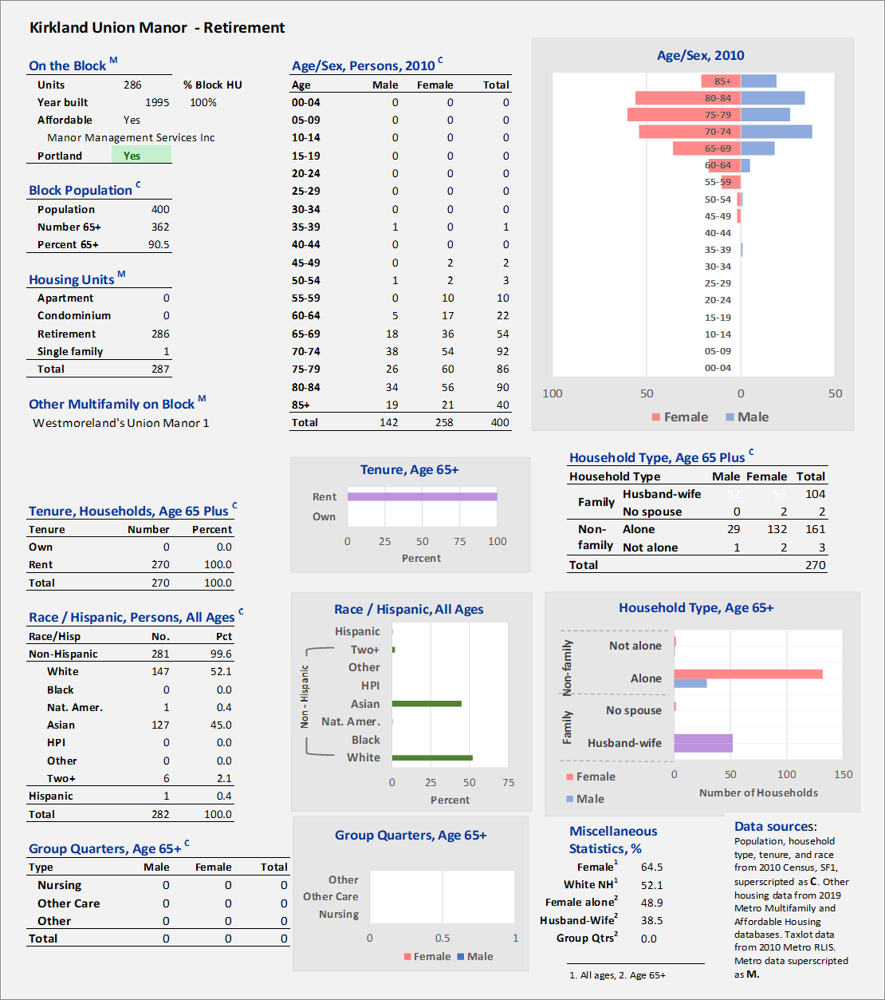 Kirkland Union Manor - Retirement
On the Block M
Units 286 % Block HU
Year built 1995 100%
Affordable Yes
Manor Management Services Inc
Portland Yes
Block Population C
Population 400
Number 65+ 362
Percent 65+ 90.5
Housing Units M
Apartment 0
Condominium 0
Retirement 286
Single family 1
Total 287
Other Multifamily on Block M
Westmoreland's Union Manor 1
Age/Sex, Persons, 2010 C
Age Male Female Total
00-04 0 0 0
05-09 0 0 0
10-14 0 0 0
15-19 0 0 0
20-24 0 0 0
25-29 0 0 0
30-34 0 0 0
35-39 1 0 1
40-44 0 0 0
45-49 0 2 2
50-54 1 2 3
55-59 0 10 10
60-64 5 17 22
65-69 18 36 54
70-74 38 54 92
75-79 26 60 86
80-84 34 56 90
85+ 19 21 40
Total 142 258 400
Age/Sex, 2010
85+
80-84
75-79
70-74
65-69
60-64
55-59
50-54
45-49
40-44
35-39
30-34
25-29
20-24
15-19
10-14
05-09
00-04
100 50 0 50
Female Male
Tenure, Households, Age 65 Plus C
Tenure Number Percent
Own 0 0.0
Rent 270 100.0
Total 270 100.0
Tenure, Age 65+
Rent
Own
0 25 50 75 100
Percent
Household Type, Age 65 Plus C
Household Type Male Female Total
Family Husband-wife 52 52 104
No spouse 0 2 2
Non-family Alone 29 132 161
Not alone 1 2 3
Total 270
Race / Hispanic, Persons, All Ages C
Race/Hisp No. Pct
Non-Hispanic 281 99.6
White 147 52.1
Black 0 0.0
Nat. Amer. 1 0.4
Asian 127 45.0
HPI 0 0.0
Other 0 0.0
Two+ 6 2.1
Hispanic 1 0.4
Total 282 100.0
Race / Hispanic, All Ages
Non - Hispanic
Hispanic
Two+
Other
HPI
Asian
Nat. Amer.
Black
White
0 25 50 75
Percent
Household Type, Age 65+
Non-family
Not alone
Alone
Family
No spouse
Husband-wife
0 50 100 150
Number of Households
Female
Male
Group Quarters, Age 65+ C
Type Male Female Total
Nursing 0 0 0
Other Care 0 0 0
Other 0 0 0
Total 0 0 0
Group Quarters, Age 65+
Other
Other Care
Nursing
0 0.5 1
Female Male
Miscellaneous
Statistics, %
Female1 64.5
White NH1 52.1
Female alone2 48.9
Husband-Wife2 38.5
Group Qtrs2 0.0
1. All ages, 2. Age 65+
Data sources:
Population, household
type, tenure, and race
from 2010 Census, SF1,
superscripted as C. Other
housing data from 2019
Metro Multifamily and
Affordable Housing
databases. Taxlot data
from 2010 Metro RLIS.
Metro data superscripted
as M.